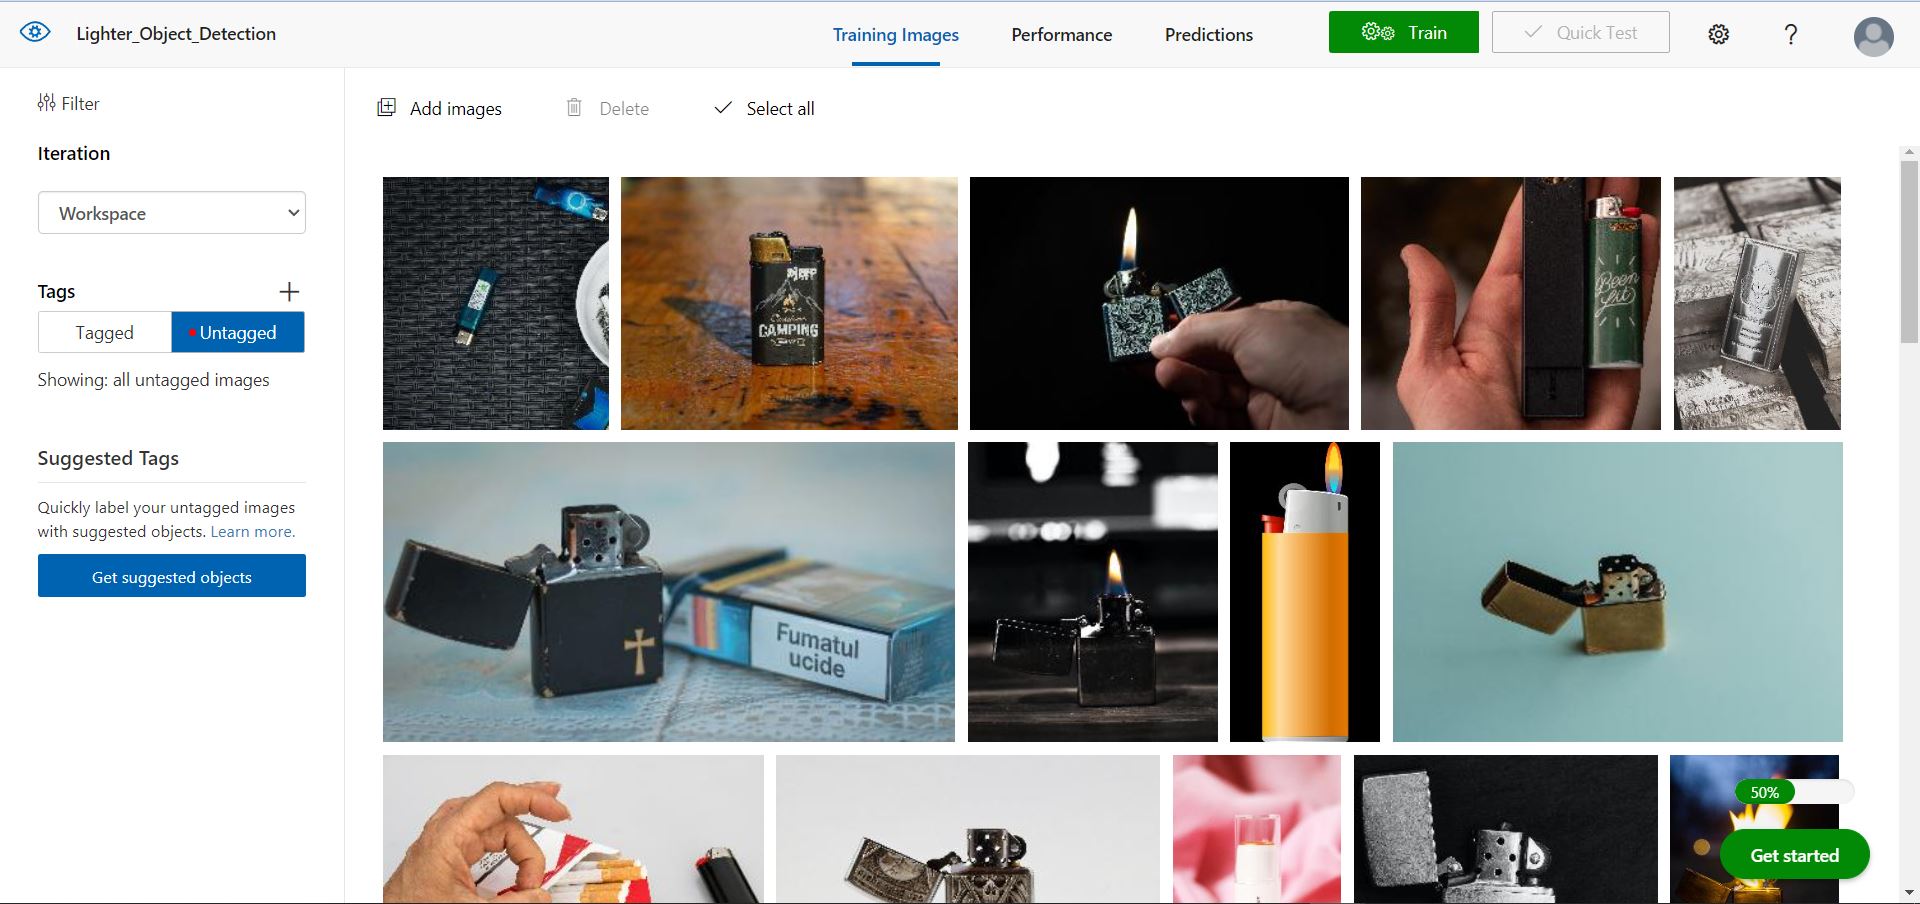 Lighter_Object_Detection
Training Images
Performance
Predictions
Train
Quick Test
?
Filter
Add images
Delete
Select all
Iteration
Workspace
Tags
Tagged
Untagged
Showing: all untagged images
Suggested Tags
Quickly label your untagged images
with suggested objects. Learn more.
Get suggested objects
JEEP
CAMPING
Been
Lit
Fumatul
ucide
50%
Get started